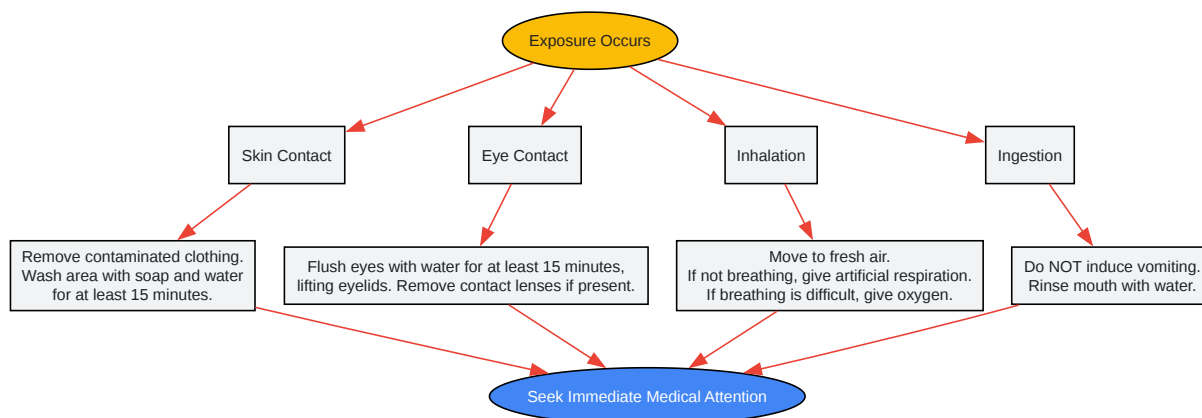 Exposure Occurs
Skin Contact
Eye Contact
Inhalation
Ingestion
Remove contaminated clothing.
Wash area with soap and water
for at least 15 minutes.
Flush eyes with water for at least 15 minutes,
lifting eyelids. Remove contact lenses if present.
Move to fresh air.
If not breathing, give artificial respiration.
If breathing is difficult, give oxygen.
Do NOT induce vomiting.
Rinse mouth with water.
Seek Immediate Medical Attention